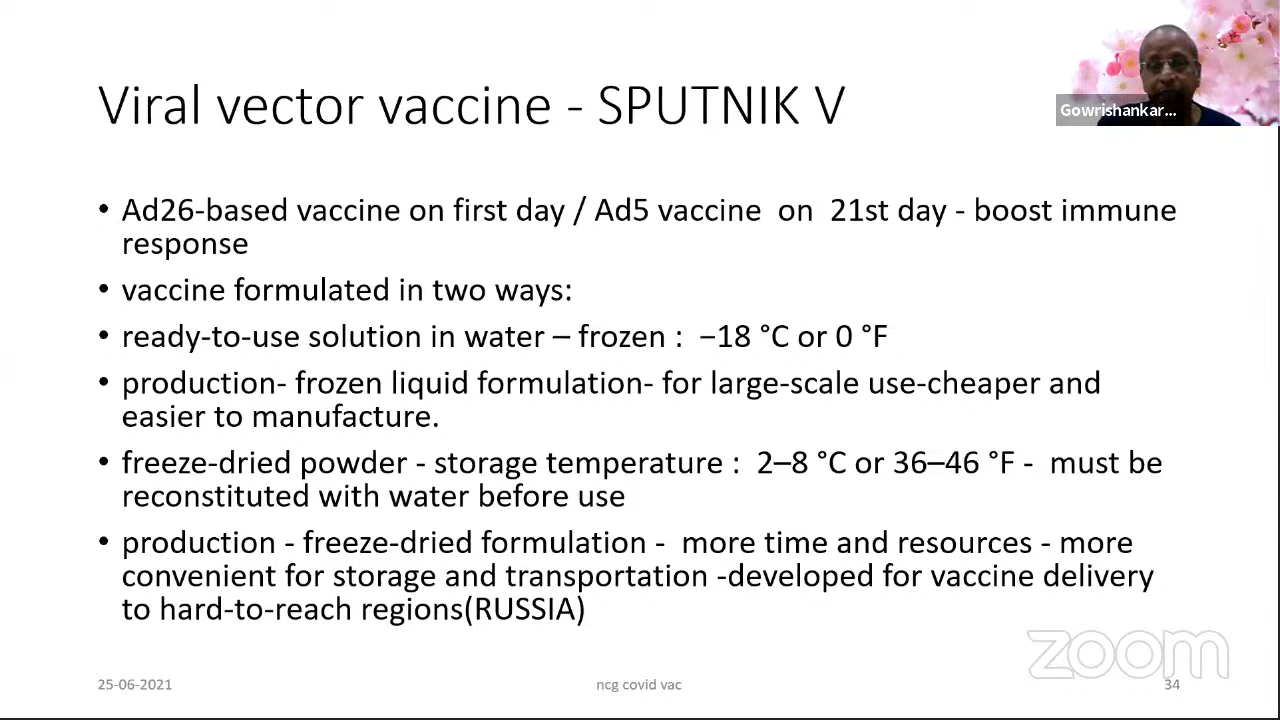 Viral vector vaccine - SPUTNIK V
Gowrishankar...
• Ad26-based vaccine on first day / Ad5 vaccine on 21st day - boost immune
response
• vaccine formulated in two ways:
• ready-to-use solution in water – frozen : −18 °C or 0 °F
• production- frozen liquid formulation- for large-scale use-cheaper and
easier to manufacture.
• freeze-dried powder - storage temperature : 2–8 °C or 36–46 °F - must be
reconstituted with water before use
• production - freeze-dried formulation - more time and resources - more
convenient for storage and transportation -developed for vaccine delivery
to hard-to-reach regions(RUSSIA)
zoom
25-06-2021
ncg covid vac
34